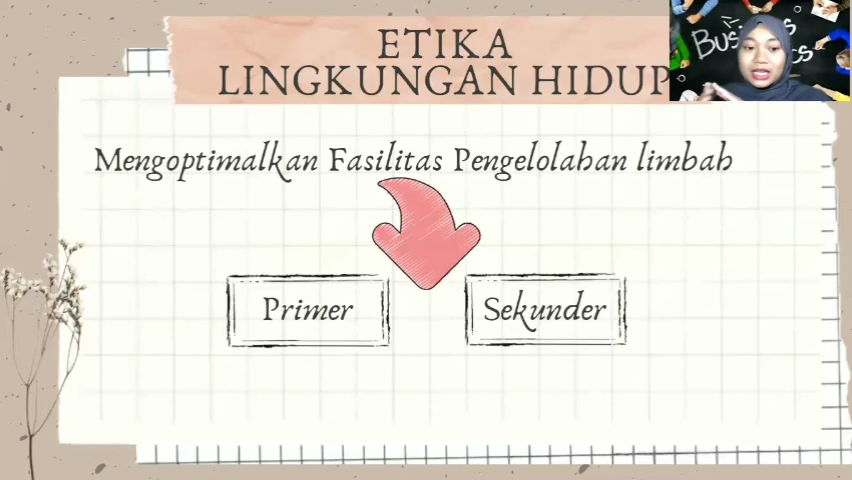 ETIKA
LINGKUNGAN HIDUP
Mengoptimalkan Fasilitas Pengelolahan limbah
Primer
Sekunder